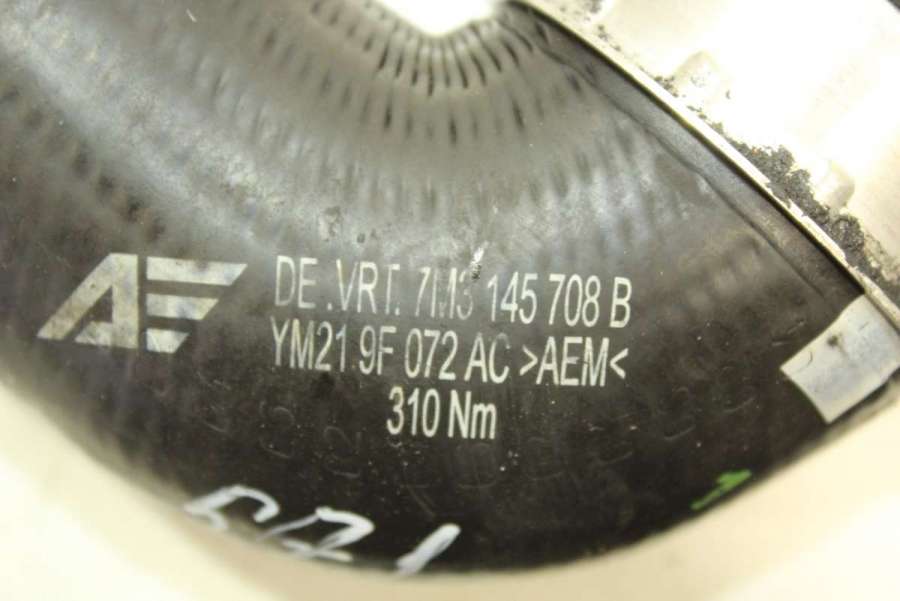 AE
DE .VRT. 7M3 145 708 B
YM21 9F 072 AC >AEM<
310 Nm